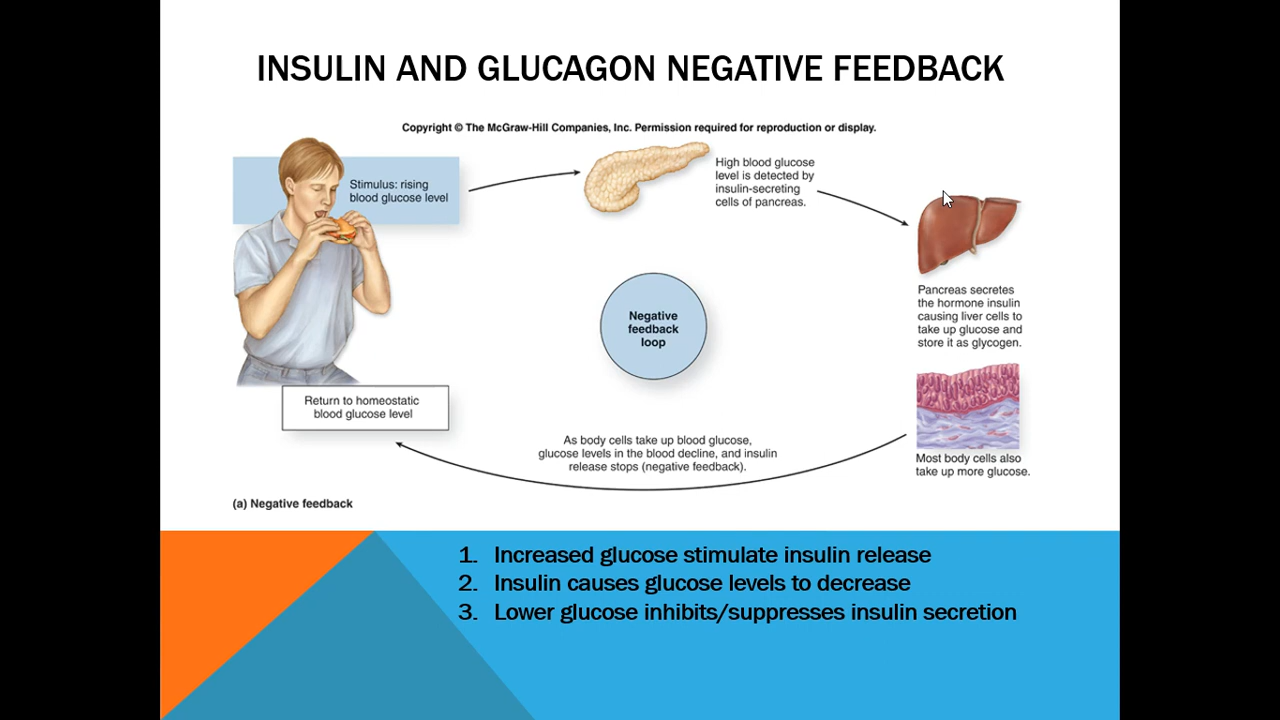 INSULIN AND GLUCAGON NEGATIVE FEEDBACK
Copyright © The McGraw-Hill Companies, Inc. Permission required for reproduction or display.
Stimulus: rising
blood glucose level
High blood glucose
level is detected by
insulin-secreting
cells of pancreas.
Pancreas secretes
the hormone insulin
causing liver cells to
take up glucose and
store it as glycogen.
Negative
feedback
loop
Most body cells also
take up more glucose.
As body cells take up blood glucose,
glucose levels in the blood decline, and insulin
release stops (negative feedback).
Return to homeostatic
blood glucose level
(a) Negative feedback
1. Increased glucose stimulate insulin release
2. Insulin causes glucose levels to decrease
3. Lower glucose inhibits/suppresses insulin secretion